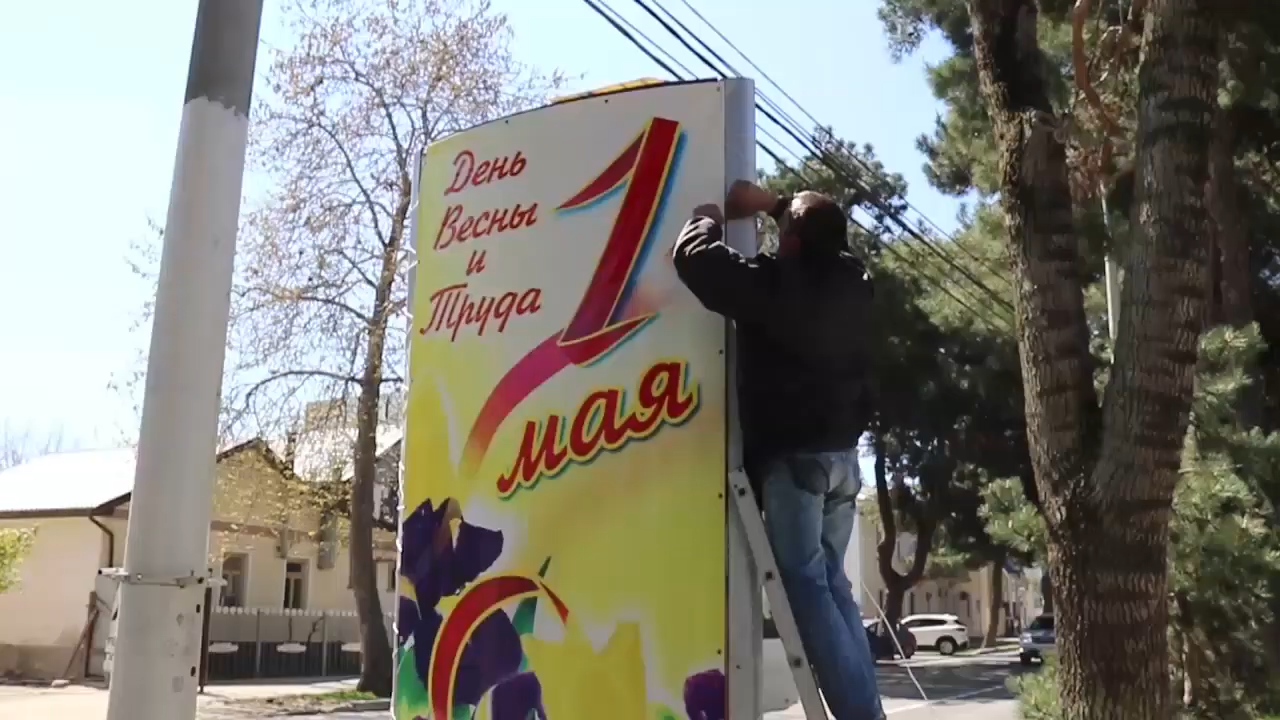 День
Весны
и
Труда
1
мая